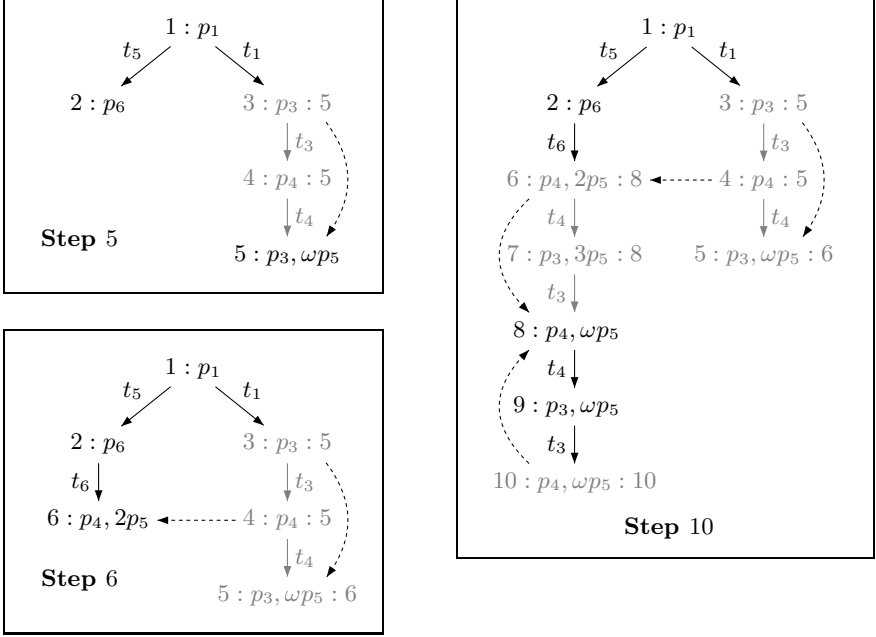 1 : p₁
t₅ t₁
2 : p₆ 3 : p₃ : 5
t₃
4 : p₄ : 5
t₄
5 : p₃, ωp₅
Step 5
1 : p₁
t₅ t₁
2 : p₆ 3 : p₃ : 5
t₆ t₃
6 : p₄, 2p₅ 4 : p₄ : 5
t₄
5 : p₃, ωp₅ : 6
Step 6
1 : p₁
t₅ t₁
2 : p₆ 3 : p₃ : 5
t₆ t₃
6 : p₄, 2p₅ : 8 4 : p₄ : 5
t₄ t₄
7 : p₃, 3p₅ : 8 5 : p₃, ωp₅ : 6
t₃
8 : p₄, ωp₅
t₄
9 : p₃, ωp₅
t₃
10 : p₄, ωp₅ : 10
Step 10